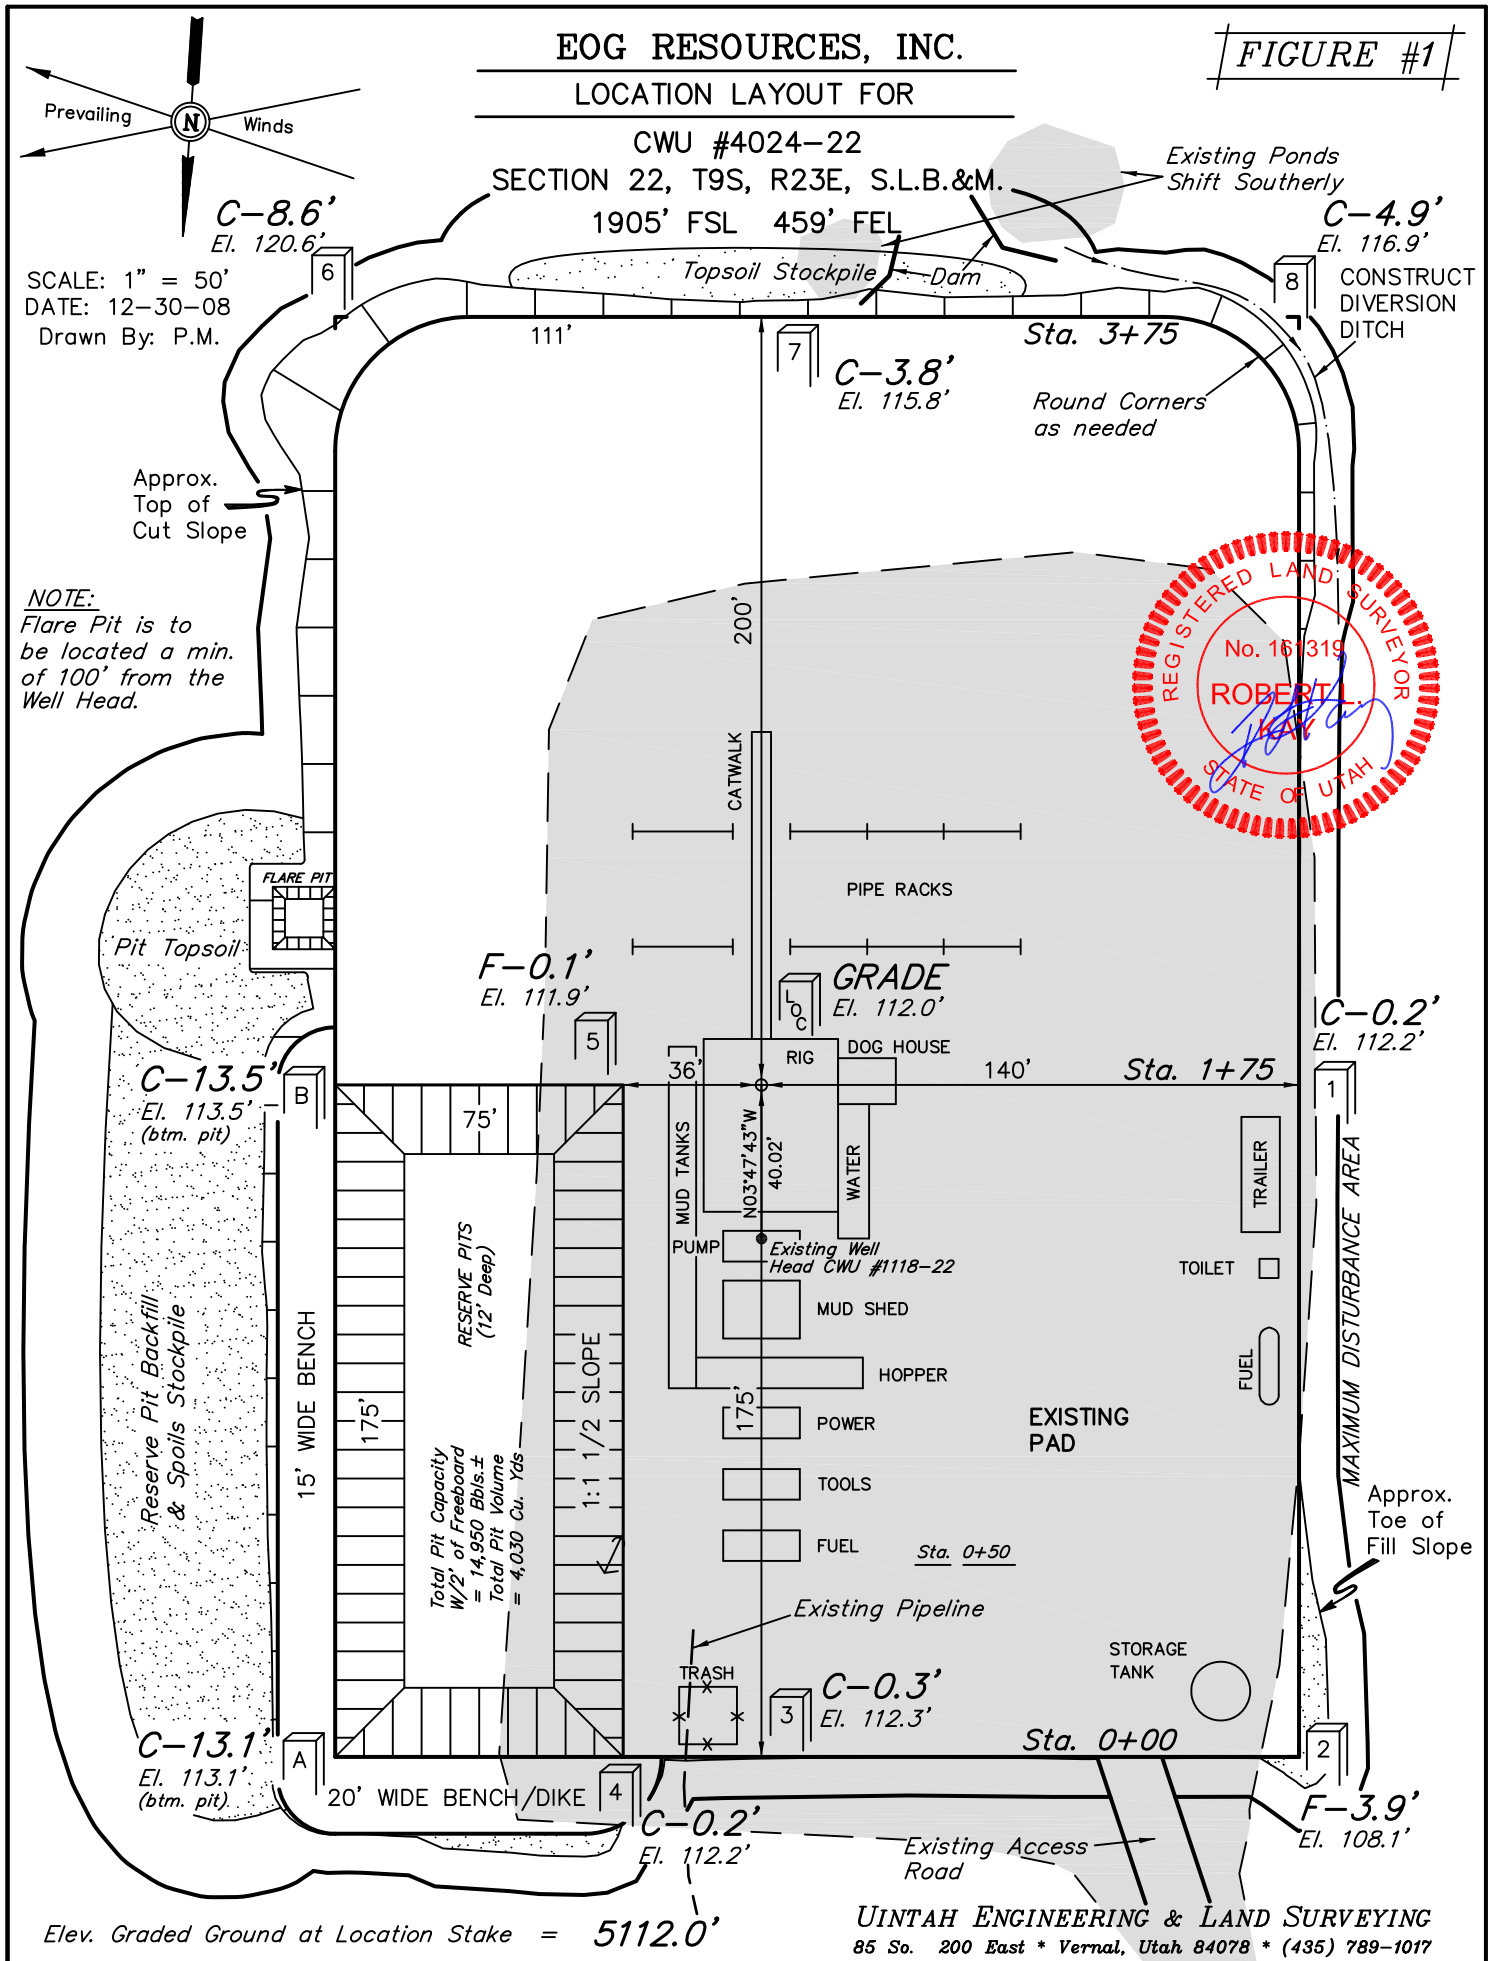 EOG RESOURCES, INC.
LOCATION LAYOUT FOR
CWU #4024-22
SECTION 22, T9S, R23E, S.L.B.&M.
1905' FSL 459' FEL
FIGURE #1
Prevailing
N
Winds
SCALE: 1" = 50'
DATE: 12-30-08
Drawn By: P.M.
C-8.6'
El. 120.6'
6
Existing Ponds
Shift Southerly
C-4.9'
El. 116.9'
8
CONSTRUCT
DIVERSION
DITCH
Topsoil Stockpile
Dam
111'
7
C-3.8'
El. 115.8'
Sta. 3+75
Round Corners
as needed
Approx.
Top of
Cut Slope
NOTE:
Flare Pit is to
be located a min.
of 100' from the
Well Head.
200'
REGISTERED LAND SURVEYOR
No. 161319
ROBERT L.
KAY
STATE OF UTAH
CATWALK
PIPE RACKS
FLARE PIT
Pit Topsoil
F-0.1'
El. 111.9'
5
L
O
C
GRADE
El. 112.0'
C-0.2'
El. 112.2'
1
RIG
DOG HOUSE
36'
140'
Sta. 1+75
C-13.5'
El. 113.5'
(btm. pit)
B
75'
MUD TANKS
N03°47'43"W
40.02'
WATER
TRAILER
MAXIMUM DISTURBANCE AREA
PUMP
Existing Well
Head CWU #1118-22
TOILET
RESERVE PITS
(12' Deep)
MUD SHED
HOPPER
FUEL
Reserve Pit Backfill
& Spoils Stockpile
15' WIDE BENCH
175'
1:1 1/2 SLOPE
175'
POWER
EXISTING
PAD
Total Pit Capacity
W/2' of Freeboard
= 14,950 Bbls.±
Total Pit Volume
= 4,030 Cu. Yds
TOOLS
FUEL
Sta. 0+50
Approx.
Toe of
Fill Slope
Existing Pipeline
TRASH
STORAGE
TANK
3
C-0.3'
El. 112.3'
Sta. 0+00
2
C-13.1'
El. 113.1'
(btm. pit)
A
20' WIDE BENCH/DIKE
4
C-0.2'
El. 112.2'
F-3.9'
El. 108.1'
Existing Access
Road
Elev. Graded Ground at Location Stake = 5112.0'
UINTAH ENGINEERING & LAND SURVEYING
85 So. 200 East * Vernal, Utah 84078 * (435) 789-1017